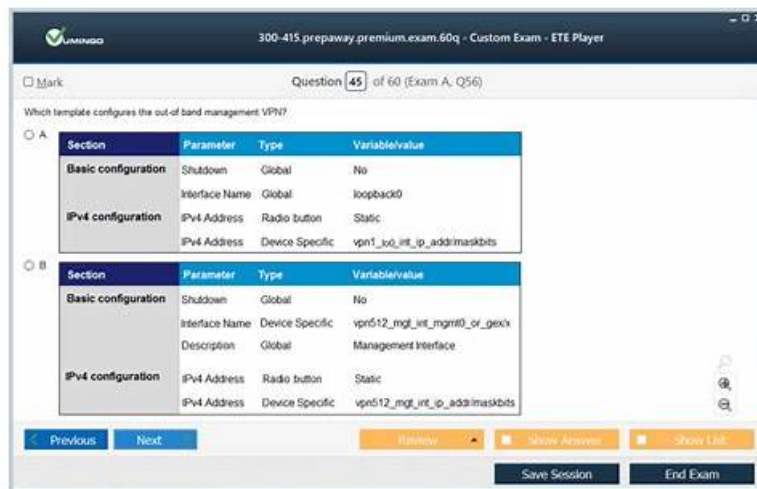 VUMINGO
300-415.prepaway.premium.exam.60q - Custom Exam - ETE Player
Mark
Question 45 of 60 (Exam A, Q56)
Which template configures the out-of band management VPN?
A
Section Parameter Type Variable/value
Basic configuration Shutdown Global No
Interface Name Global loopback0
IPv4 configuration IPv4 Address Radio button Static
IPv4 Address Device Specific vpn1_lo0_int_ip_addr/maskbits
B
Section Parameter Type Variable/value
Basic configuration Shutdown Global No
Interface Name Device Specific vpn512_mgt_int_mgmt0_or_gex/x
Description Global Management Interface
IPv4 configuration IPv4 Address Radio button Static
IPv4 Address Device Specific vpn512_mgt_int_ip_addr/maskbits
Previous Next Review Show Answer Show List
Save Session End Exam